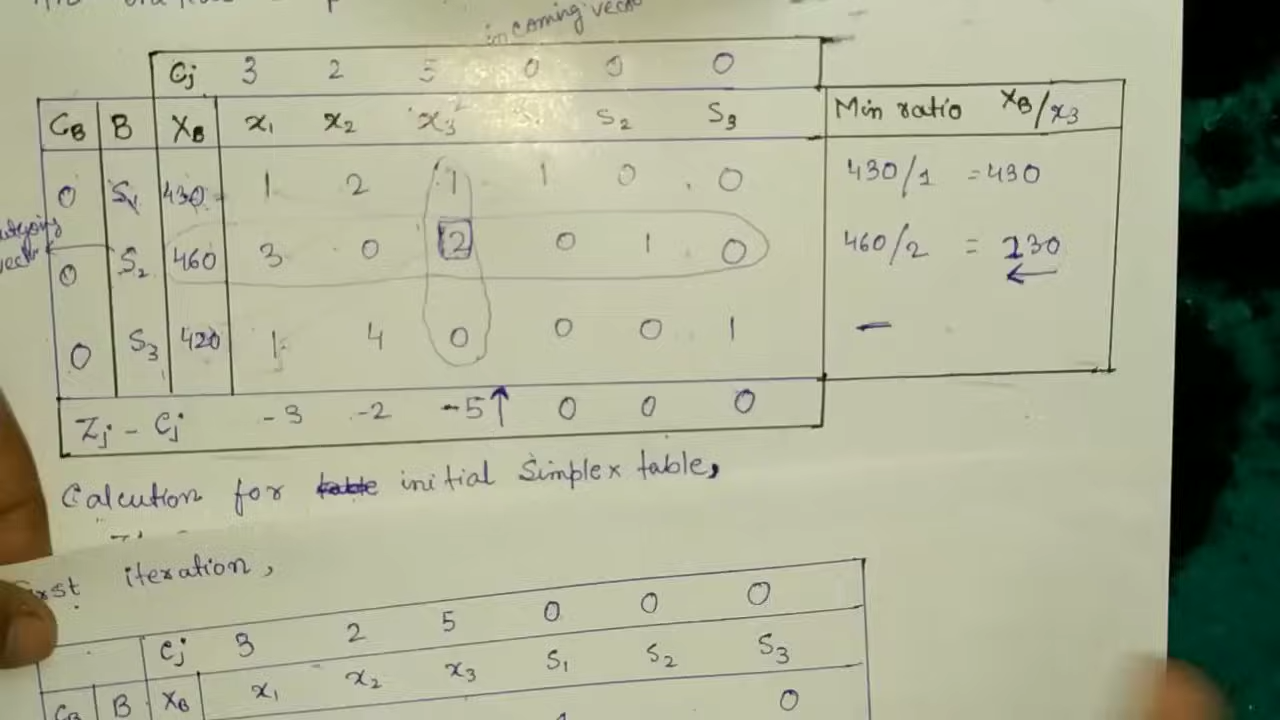 incoming vector
Cj 3 2 5 0 0 0
CB B XB x1 x2 x3 S1 S2 S3 Min ratio XB/x3
0 S1 430 1 2 1 1 0 0 430/1 = 430
outgoing
vector
0 S2 460 3 0 2 0 1 0 460/2 = 230 ←
0 S3 420 1 4 0 0 0 1 –
Zj - Cj -3 -2 -5↑ 0 0 0
Calcution for initial Simplex table,
First iteration,
Cj 3 2 5 0 0 0
CB B XB x1 x2 x3 S1 S2 S3
0